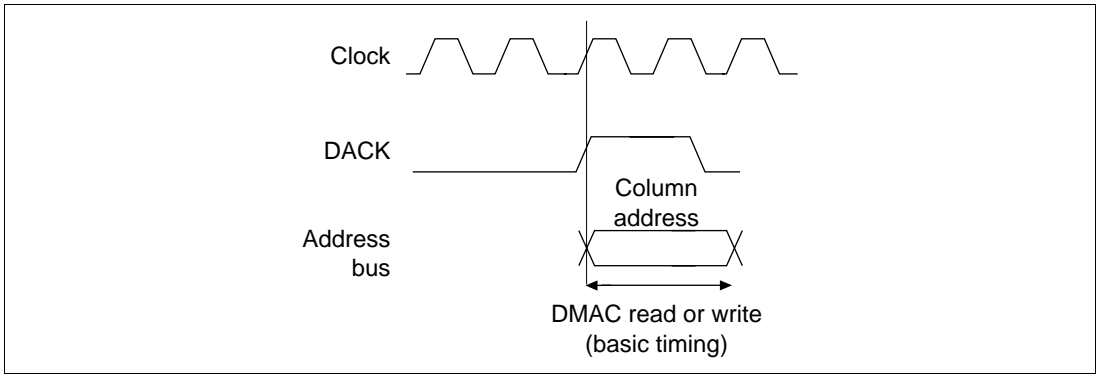 Clock
DACK
Column
address
Address
bus
DMAC read or write
(basic timing)